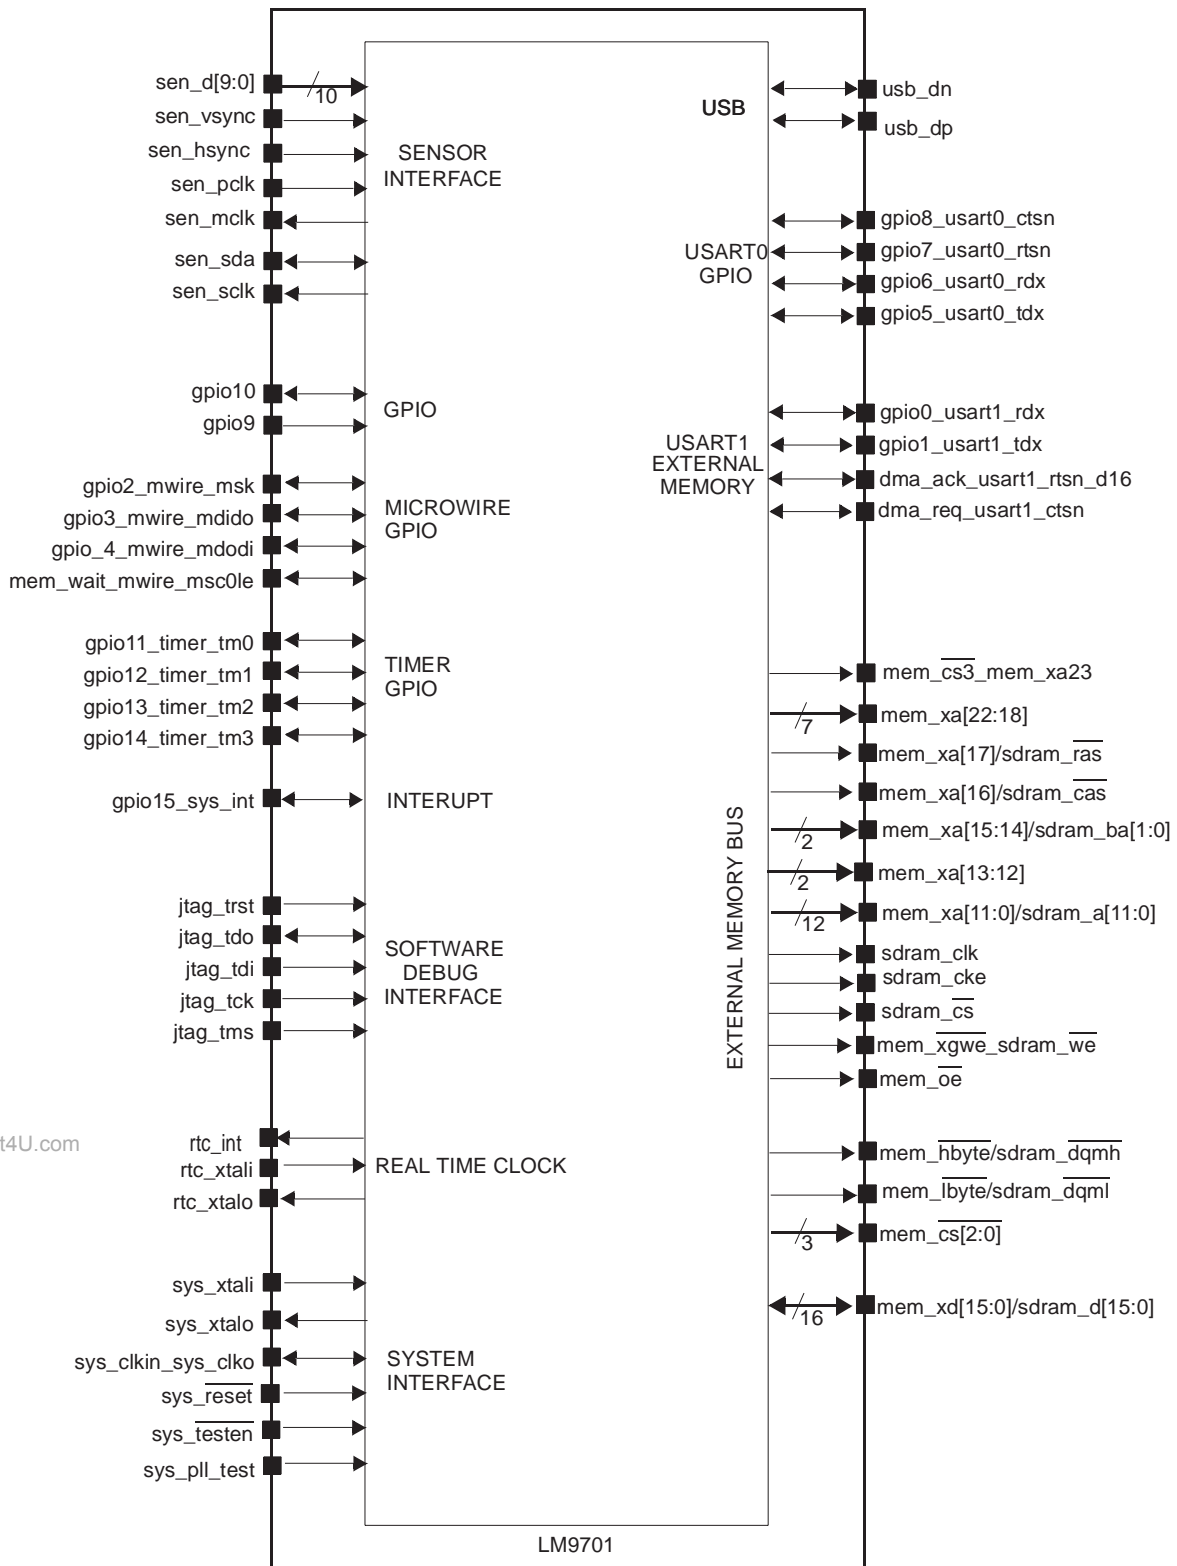 sen_d[9:0]
10
sen_vsync
sen_hsync
sen_pclk
sen_mclk
sen_sda
sen_sclk
SENSOR
INTERFACE
gpio10
gpio9
GPIO
gpio2_mwire_msk
gpio3_mwire_mdido
gpio_4_mwire_mdodi
mem_wait_mwire_msc0le
MICROWIRE
GPIO
gpio11_timer_tm0
gpio12_timer_tm1
gpio13_timer_tm2
gpio14_timer_tm3
TIMER
GPIO
gpio15_sys_int
INTERUPT
jtag_trst
jtag_tdo
jtag_tdi
jtag_tck
jtag_tms
SOFTWARE
DEBUG
INTERFACE
t4U.com
rtc_int
rtc_xtali
rtc_xtalo
REAL TIME CLOCK
sys_xtali
sys_xtalo
sys_clkin_sys_clko
sys_reset
sys_testen
sys_pll_test
SYSTEM
INTERFACE
USB
usb_dn
usb_dp
USART0
GPIO
gpio8_usart0_ctsn
gpio7_usart0_rtsn
gpio6_usart0_rdx
gpio5_usart0_tdx
USART1
EXTERNAL
MEMORY
gpio0_usart1_rdx
gpio1_usart1_tdx
dma_ack_usart1_rtsn_d16
dma_req_usart1_ctsn
EXTERNAL MEMORY BUS
mem_cs3_mem_xa23
7
mem_xa[22:18]
mem_xa[17]/sdram_ras
mem_xa[16]/sdram_cas
2
mem_xa[15:14]/sdram_ba[1:0]
2
mem_xa[13:12]
12
mem_xa[11:0]/sdram_a[11:0]
sdram_clk
sdram_cke
sdram_cs
mem_xgwe_sdram_we
mem_oe
mem_hbyte/sdram_dqmh
mem_lbyte/sdram_dqml
3
mem_cs[2:0]
16
mem_xd[15:0]/sdram_d[15:0]
LM9701